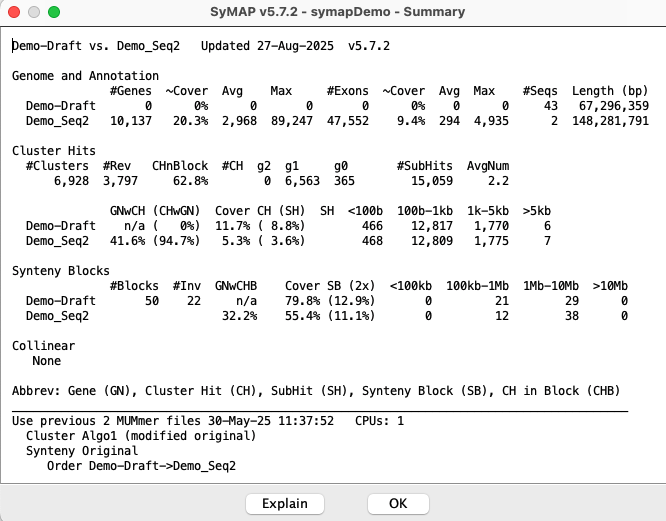 SyMAP v5.7.2 - symapDemo - Summary
Demo-Draft vs. Demo_Seq2   Updated 27-Aug-2025  v5.7.2
Genome and Annotation
             #Genes  ~Cover  Avg    Max     #Exons  ~Cover  Avg  Max    #Seqs  Length (bp)
  Demo-Draft      0      0%    0      0          0      0%    0    0       43   67,296,359
  Demo_Seq2  10,137   20.3%  2,968  89,247  47,552    9.4%  294  4,935      2  148,281,791
Cluster Hits
  #Clusters  #Rev   CHnBlock  #CH  g2  g1     g0       #SubHits  AvgNum
      6,928  3,797     62.8%        0  6,563  365        15,059     2.2
             GNwCH (CHwGN)  Cover CH (SH)  SH  <100b  100b-1kb  1k-5kb  >5kb
  Demo-Draft   n/a (   0%)  11.7% ( 8.8%)        466    12,817   1,770     6
  Demo_Seq2  41.6% (94.7%)   5.3% ( 3.6%)        468    12,809   1,775     7
Synteny Blocks
             #Blocks  #Inv  GNwCHB    Cover SB (2x)  <100kb  100kb-1Mb  1Mb-10Mb  >10Mb
  Demo-Draft      50    22     n/a    79.8% (12.9%)       0         21        29      0
  Demo_Seq2                  32.2%    55.4% (11.1%)       0         12        38      0
Collinear
   None
Abbrev: Gene (GN), Cluster Hit (CH), SubHit (SH), Synteny Block (SB), CH in Block (CHB)
Use previous 2 MUMmer files 30-May-25 11:37:52   CPUs: 1
  Cluster Algo1 (modified original)
  Synteny Original
     Order Demo-Draft->Demo_Seq2
Explain OK